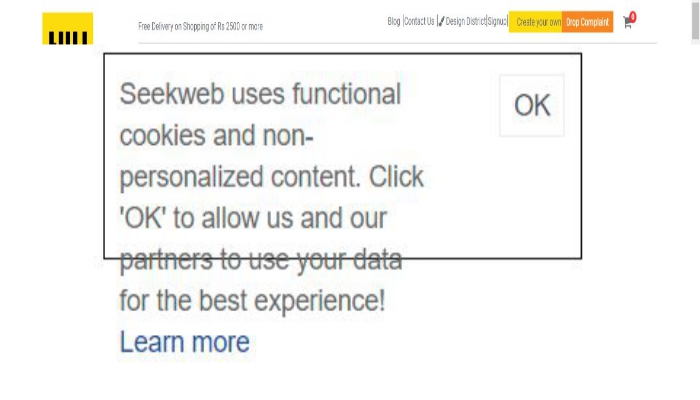 Free Delivery on Shopping of Rs 2500 or more
Blog |Contact Us | Design District|Signup| Create your own Drop Complaint 0
Seekweb uses functional
cookies and non-
personalized content. Click
'OK' to allow us and our
partners to use your data
for the best experience!
Learn more
OK